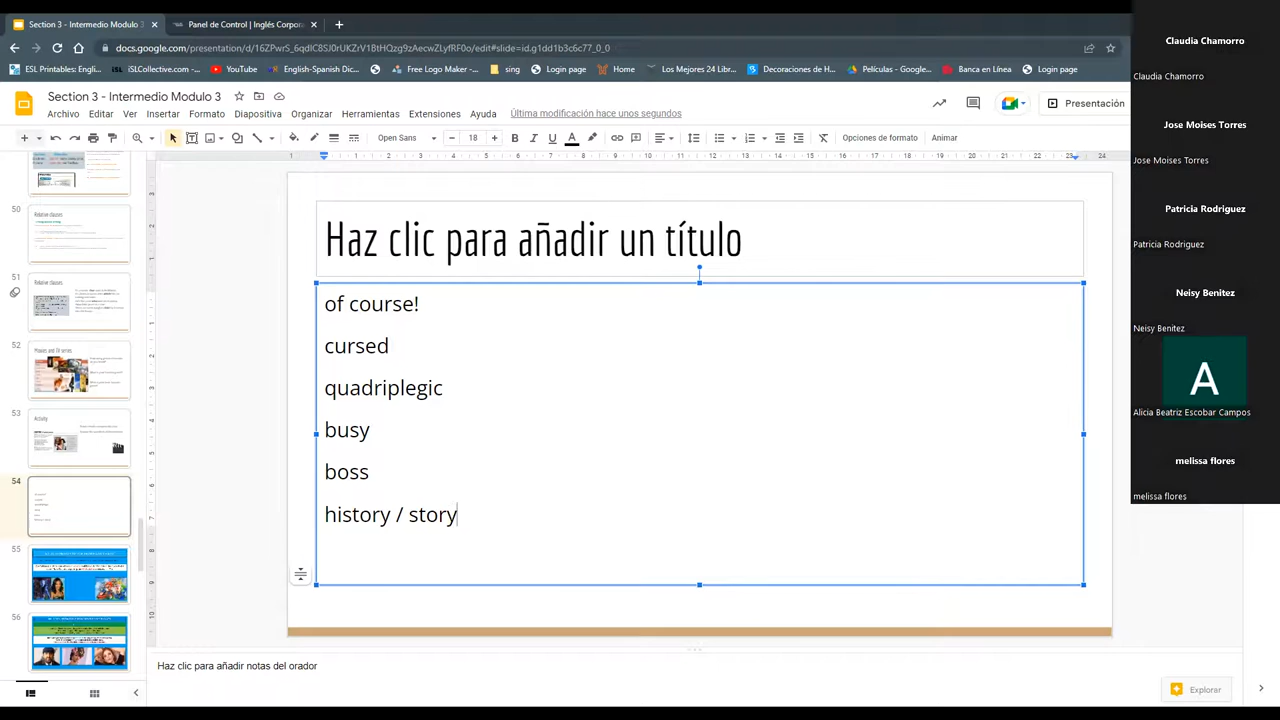 Section 3 - Intermedio Modulo 3
Panel de Control | Inglés Corpora
docs.google.com/presentation/d/16ZPwrS_6qdIC8SJ0rUKZrV1BtHQzg9zAecwZLyfRF0o/edit#slide=id.g1dd1b3c6c77_0_0
ESL Printables: Engli...
iSLCollective.com -...
YouTube
English-Spanish Dic...
Free Logo Maker -...
sing
Login page
Home
Los Mejores 24 Libr...
Decoraciones de H...
Películas - Google...
Banca en Línea
Login page
Section 3 - Intermedio Modulo 3
Archivo Editar Ver Insertar Formato Diapositiva Organizar Herramientas Extensiones Ayuda Última modificación hace unos segundos
Presentación
Open Sans 18 Opciones de formato Animar
Haz clic para añadir un título
of course!
cursed
quadriplegic
busy
boss
history / story
Haz clic para añadir notas del orador
Explorar
50
Relative clauses
51
Relative clauses
52
Movies and TV series
53
Activity
54
55
56
Claudia Chamorro
Claudia Chamorro
Jose Moises Torres
Jose Moises Torres
Patricia Rodriguez
Patricia Rodriguez
Neisy Benitez
Neisy Benitez
A
Alicia Beatriz Escobar Campos
melissa flores
melissa flores